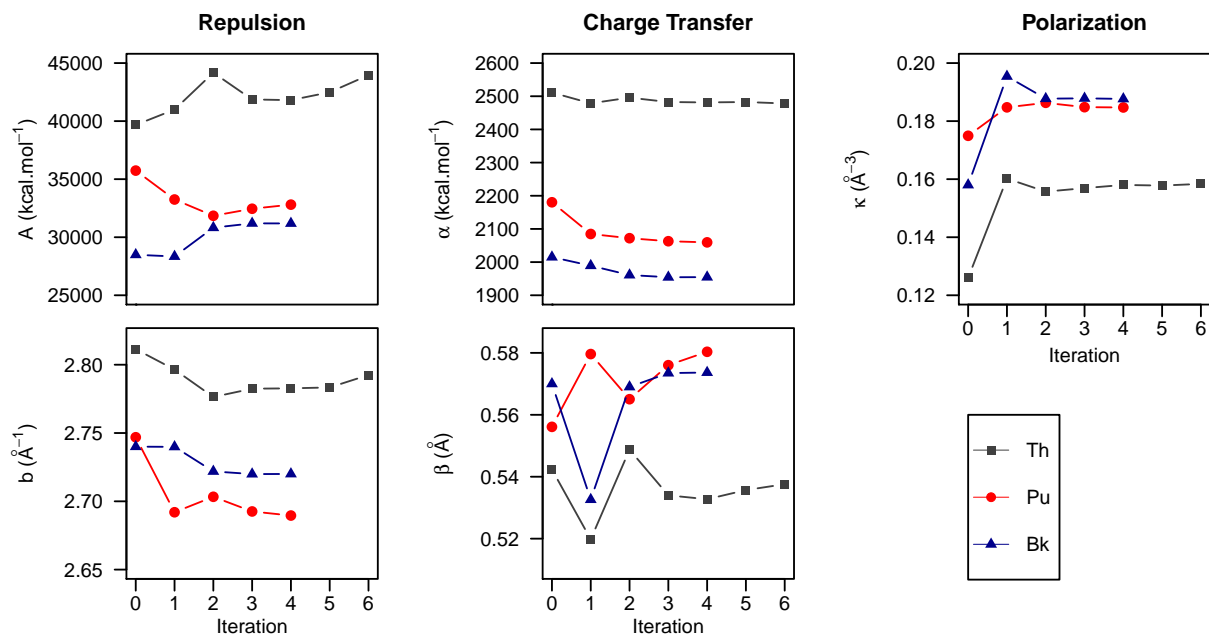 Repulsion
Charge Transfer
Polarization
A (kcal.mol⁻¹)
45000
40000
35000
30000
25000
α (kcal.mol⁻¹)
2600
2500
2400
2300
2200
2100
2000
1900
κ (Å⁻³)
0.20
0.18
0.16
0.14
0.12
0 1 2 3 4 5 6
Iteration
b (Å⁻¹)
2.80
2.75
2.70
2.65
0 1 2 3 4 5 6
Iteration
β (Å)
0.58
0.56
0.54
0.52
0 1 2 3 4 5 6
Iteration
Th
Pu
Bk